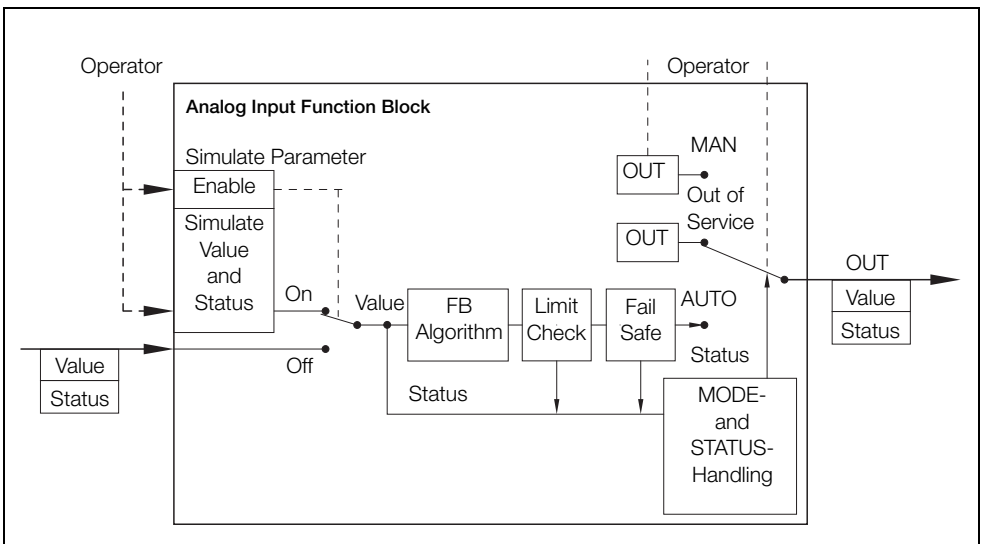 Operator
Operator
Analog Input Function Block
Simulate Parameter
Enable
Simulate
Value
and
Status
On
Off
Value
Status
Value
FB
Algorithm
Limit
Check
Fail
Safe
Status
OUT
MAN
Out of
Service
OUT
AUTO
Status
MODE-
and
STATUS-
Handling
OUT
Value
Status